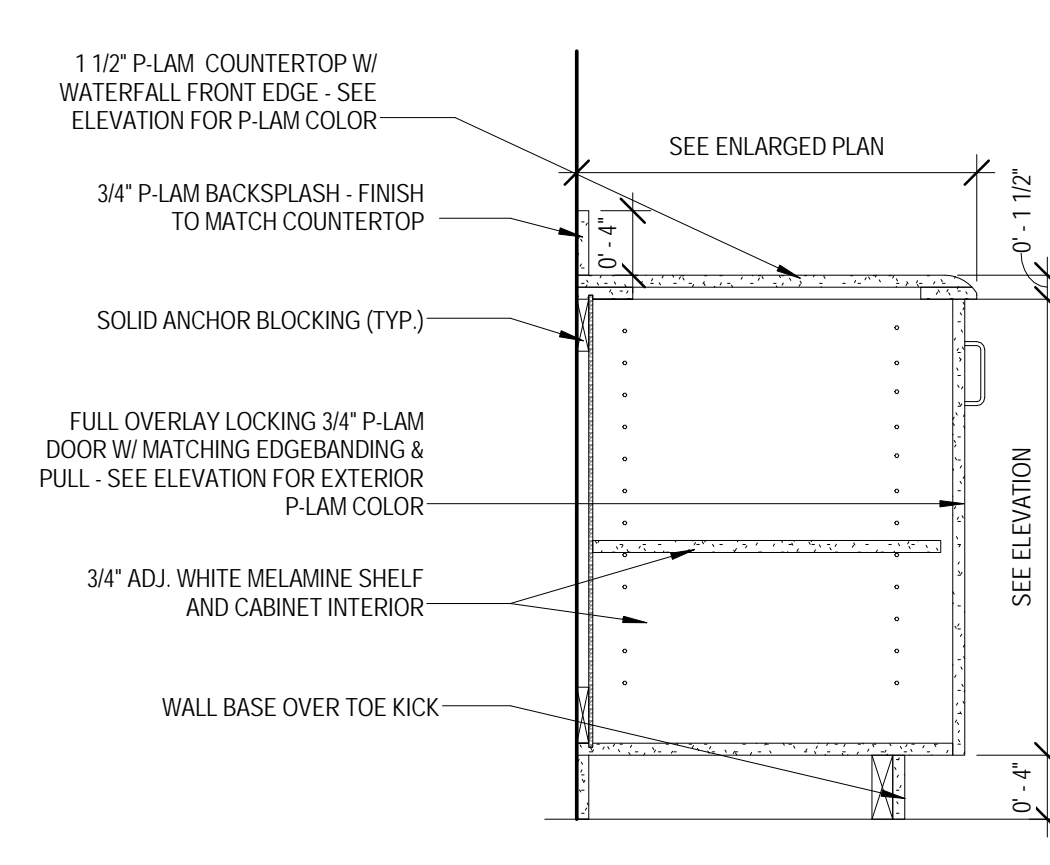 1 1/2" P-LAM COUNTERTOP W/
WATERFALL FRONT EDGE - SEE
ELEVATION FOR P-LAM COLOR
SEE ENLARGED PLAN
3/4" P-LAM BACKSPLASH - FINISH
TO MATCH COUNTERTOP
0' - 4"
0' - 1 1/2"
SOLID ANCHOR BLOCKING (TYP.)
FULL OVERLAY LOCKING 3/4" P-LAM
DOOR W/ MATCHING EDGEBANDING &
PULL - SEE ELEVATION FOR EXTERIOR
P-LAM COLOR
SEE ELEVATION
3/4" ADJ. WHITE MELAMINE SHELF
AND CABINET INTERIOR
WALL BASE OVER TOE KICK
0' - 4"